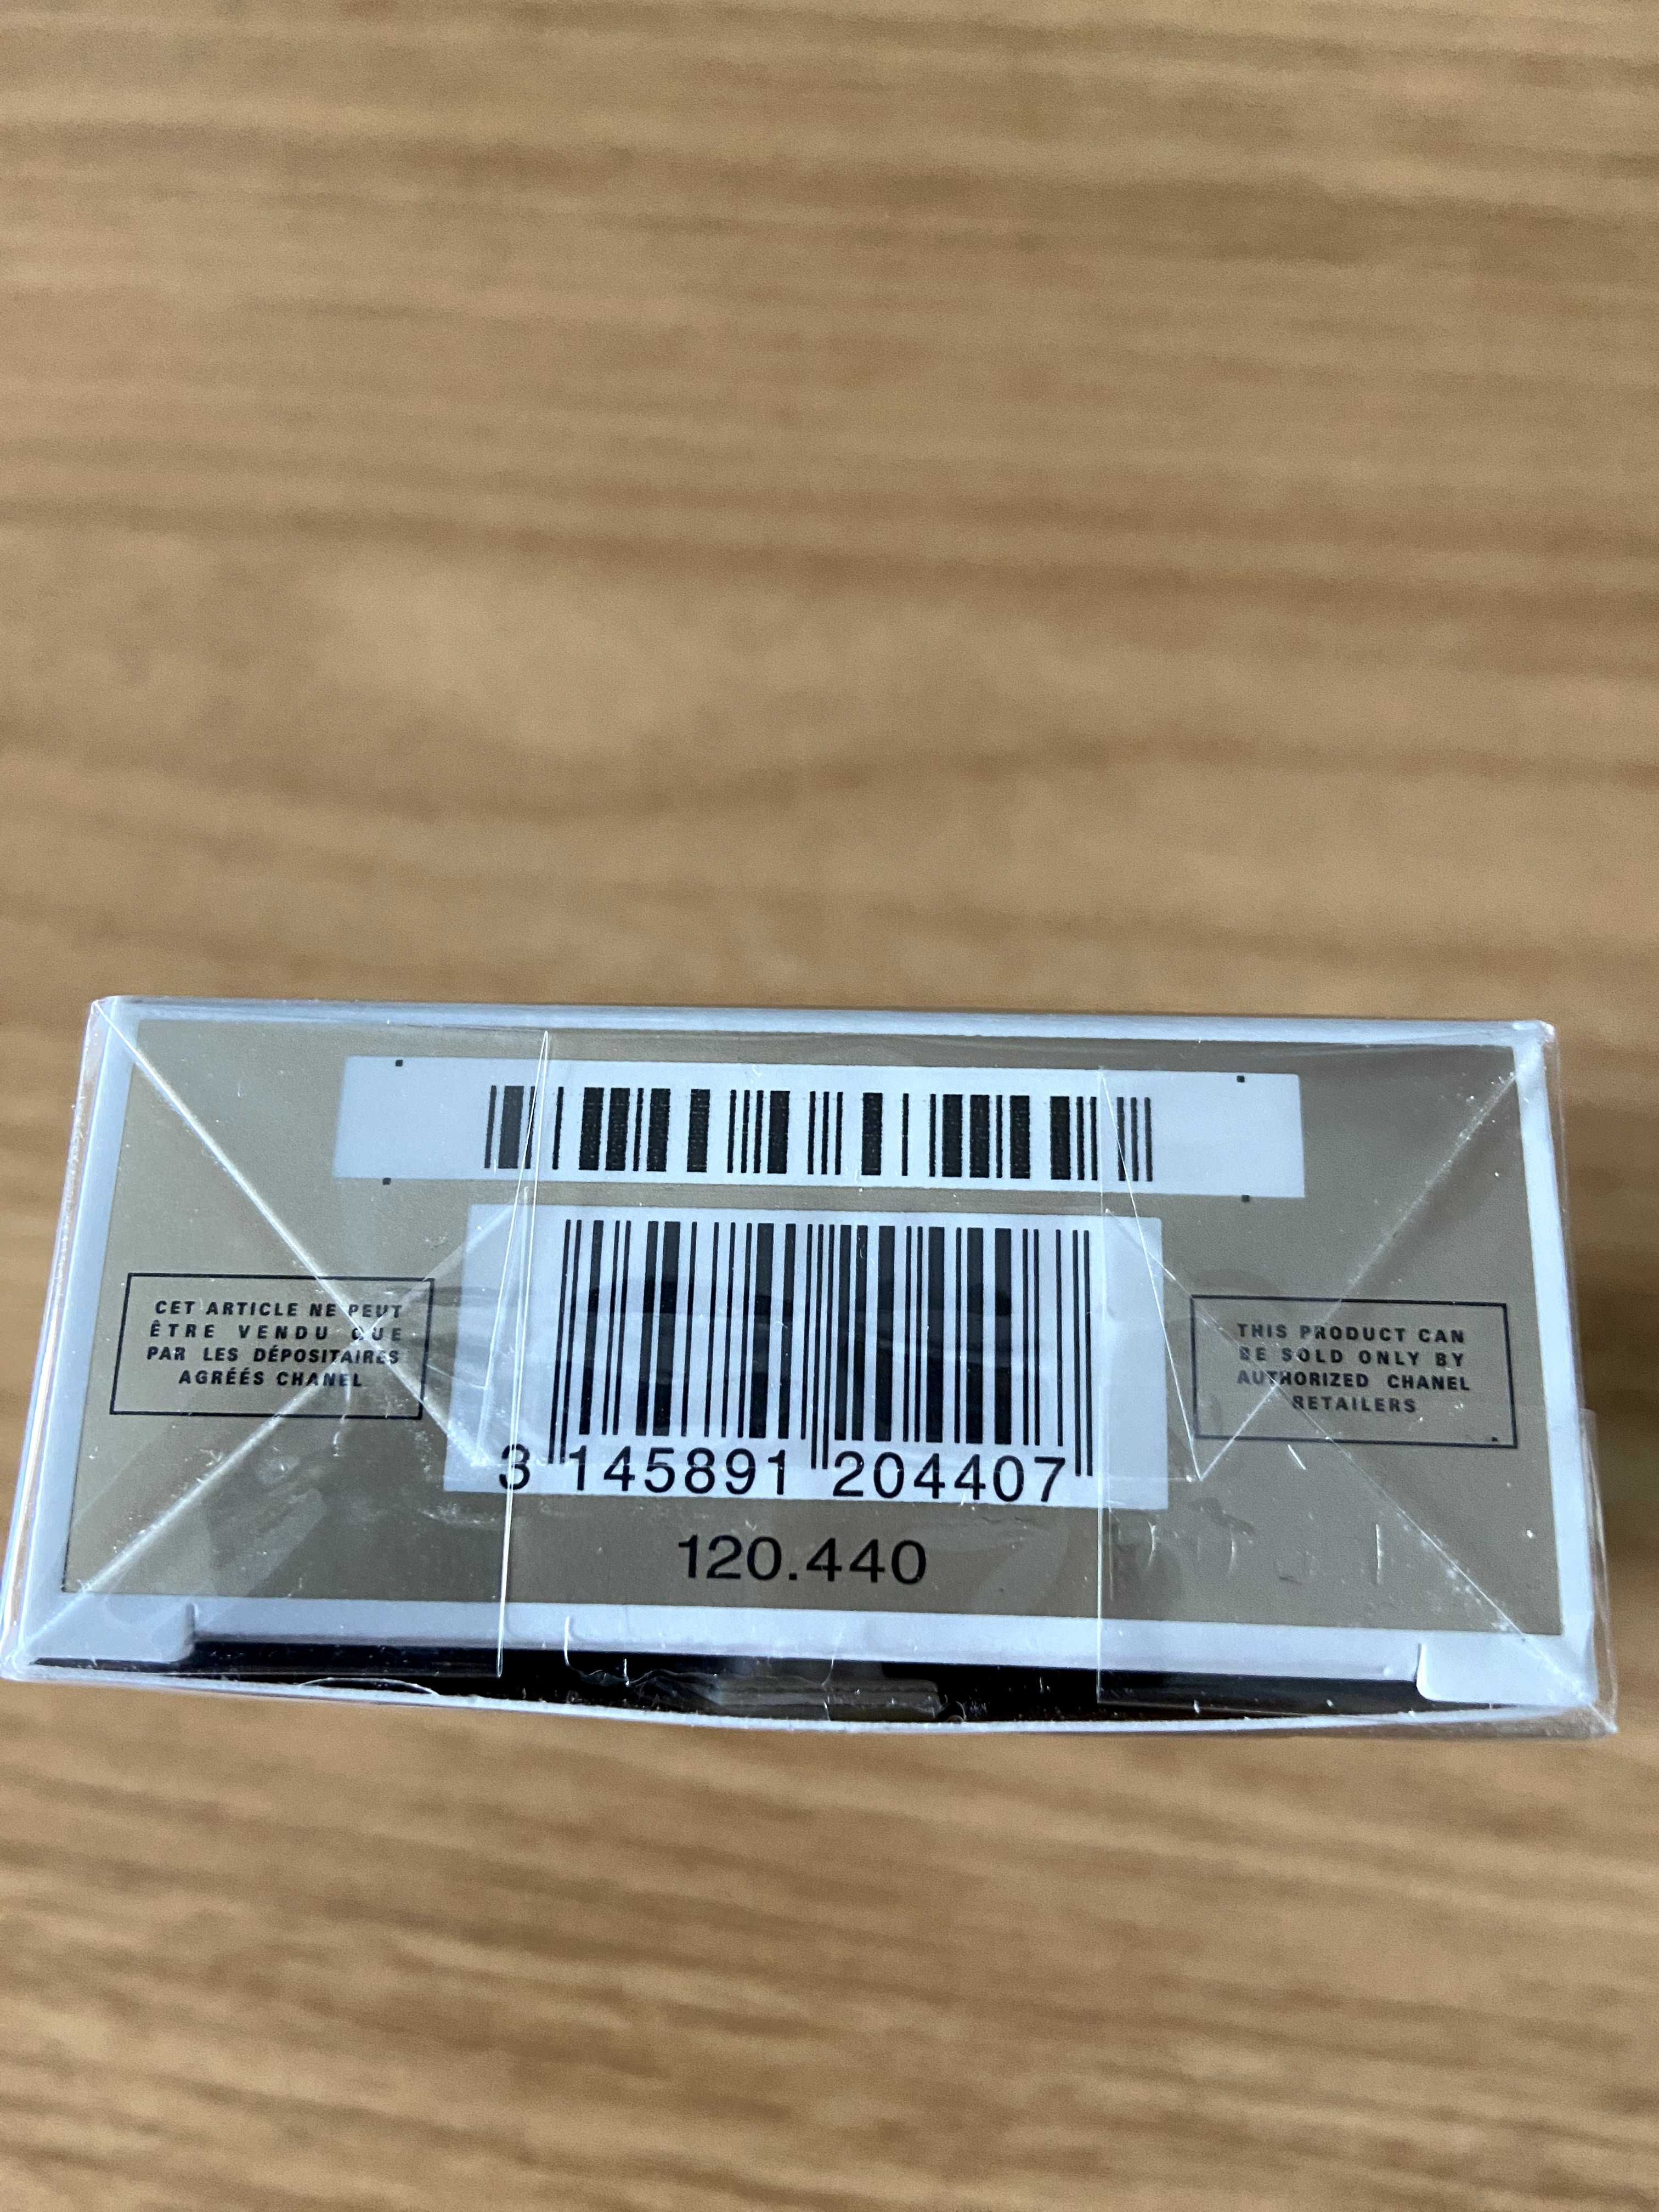 CET ARTICLE NE PEUT
ÊTRE VENDU QUE
PAR LES DÉPOSITAIRES
AGRÉÉS CHANEL
3 145891 204407
120.440
THIS PRODUCT CAN
BE SOLD ONLY BY
AUTHORIZED CHANEL
RETAILERS